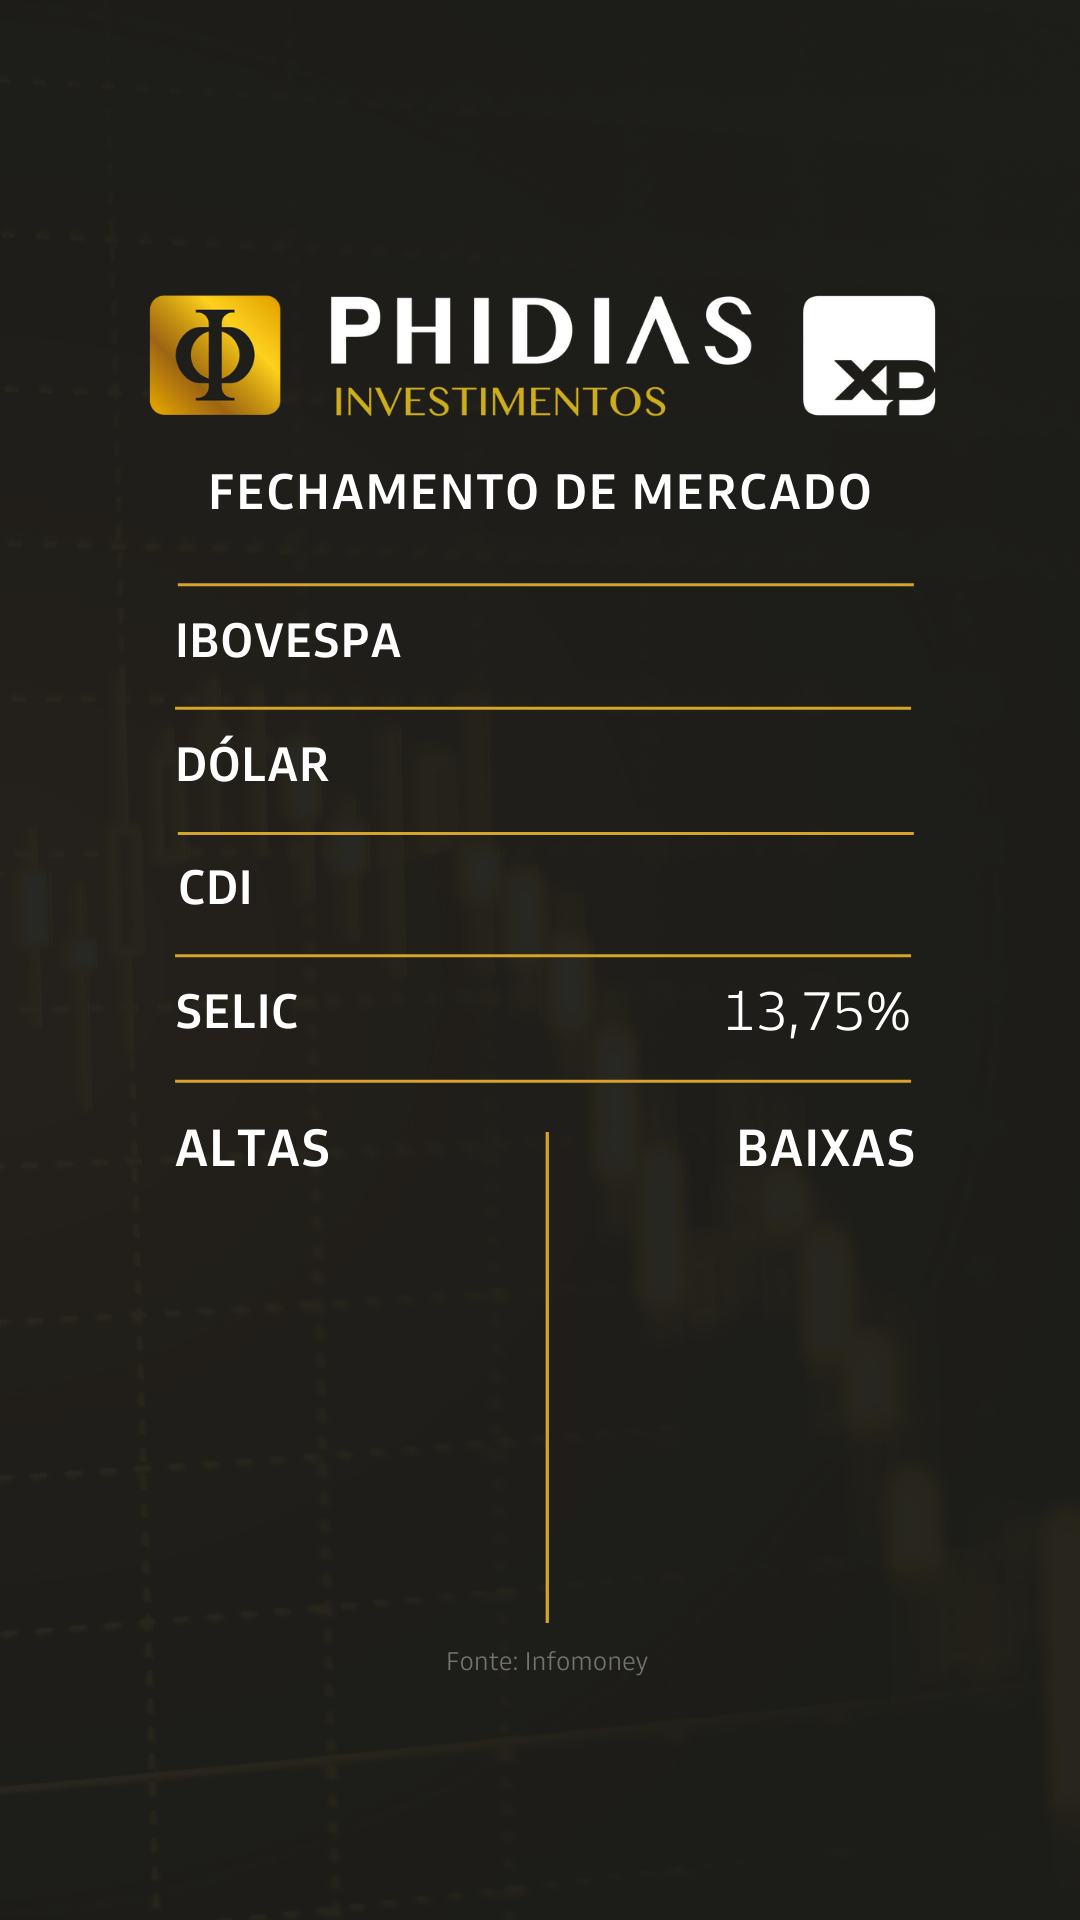 Φ PHIDIAS XP
INVESTIMENTOS
FECHAMENTO DE MERCADO
IBOVESPA
DÓLAR
CDI
SELIC 13,75%
ALTAS BAIXAS
Fonte: Infomoney